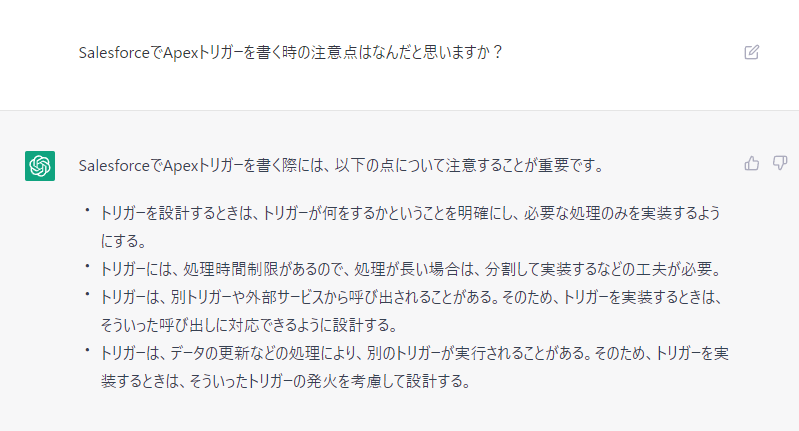 SalesforceでApexトリガーを書く時の注意点はなんだと思いますか？
SalesforceでApexトリガーを書く際には、以下の点について注意することが重要です。
・トリガーを設計するときは、トリガーが何をするかということを明確にし、必要な処理のみを実装するよう
にする。
・トリガーには、処理時間制限があるので、処理が長い場合は、分割して実装するなどの工夫が必要。
・トリガーは、別トリガーや外部サービスから呼び出されることがある。そのため、トリガーを実装するときは、
そういった呼び出しに対応できるように設計する。
・トリガーは、データの更新などの処理により、別のトリガーが実行されることがある。そのため、トリガーを実
装するときは、そういったトリガーの発火を考慮して設計する。